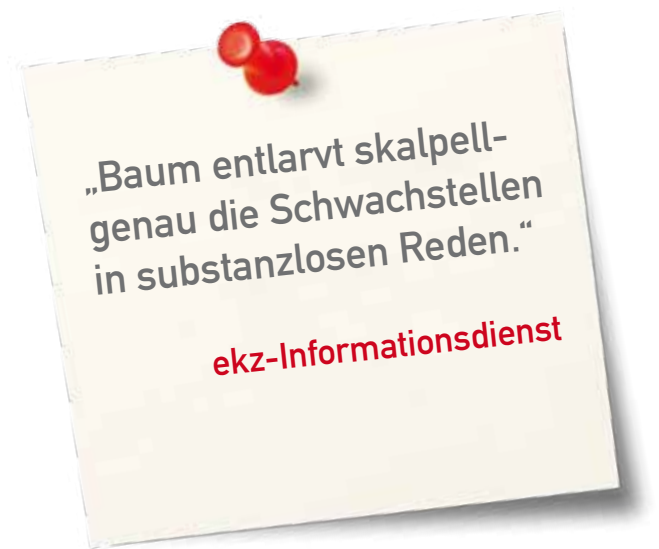 „Baum entlarvt skalpell-
genau die Schwachstellen
in substanzlosen Reden.“
ekz-Informationsdienst